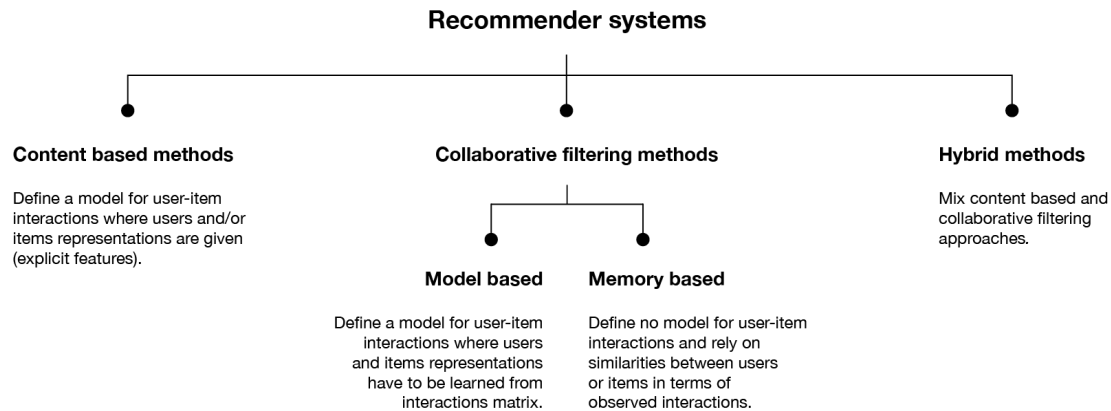 Recommender systems
Content based methods
Define a model for user-item
interactions where users and/or
items representations are given
(explicit features).
Collaborative filtering methods
Model based
Define a model for user-item
interactions where users
and items representations
have to be learned from
interactions matrix.
Memory based
Define no model for user-item
interactions and rely on
similarities between users
or items in terms of
observed interactions.
Hybrid methods
Mix content based and
collaborative filtering
approaches.